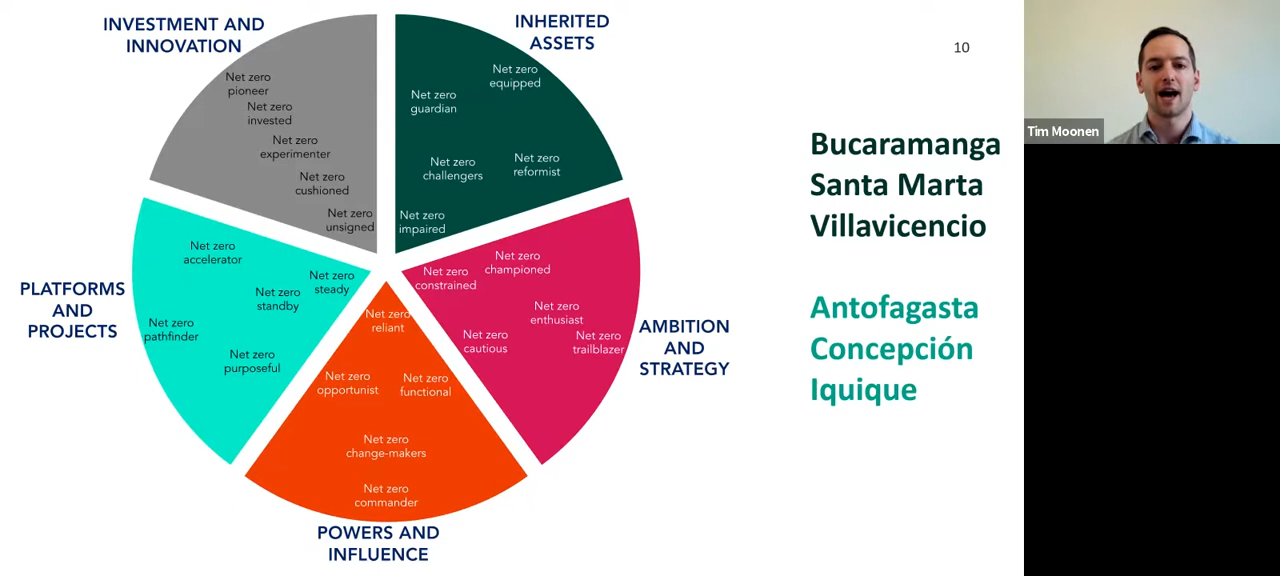 INVESTMENT AND
INNOVATION
Net zero
pioneer
Net zero
invested
Net zero
experimenter
Net zero
cushioned
Net zero
unsigned
INHERITED
ASSETS
Net zero
equipped
Net zero
guardian
Net zero
challengers
Net zero
reformist
Net zero
impaired
PLATFORMS
AND
PROJECTS
Net zero
accelerator
Net zero
steady
Net zero
standby
Net zero
pathfinder
Net zero
purposeful
AMBITION
AND
STRATEGY
Net zero
championed
Net zero
constrained
Net zero
enthusiast
Net zero
trailblazer
Net zero
cautious
Net zero
reliant
Net zero
opportunist
Net zero
functional
Net zero
change-makers
Net zero
commander
POWERS AND
INFLUENCE
10
Bucaramanga
Santa Marta
Villavicencio
Antofagasta
Concepción
Iquique
Tim Moonen